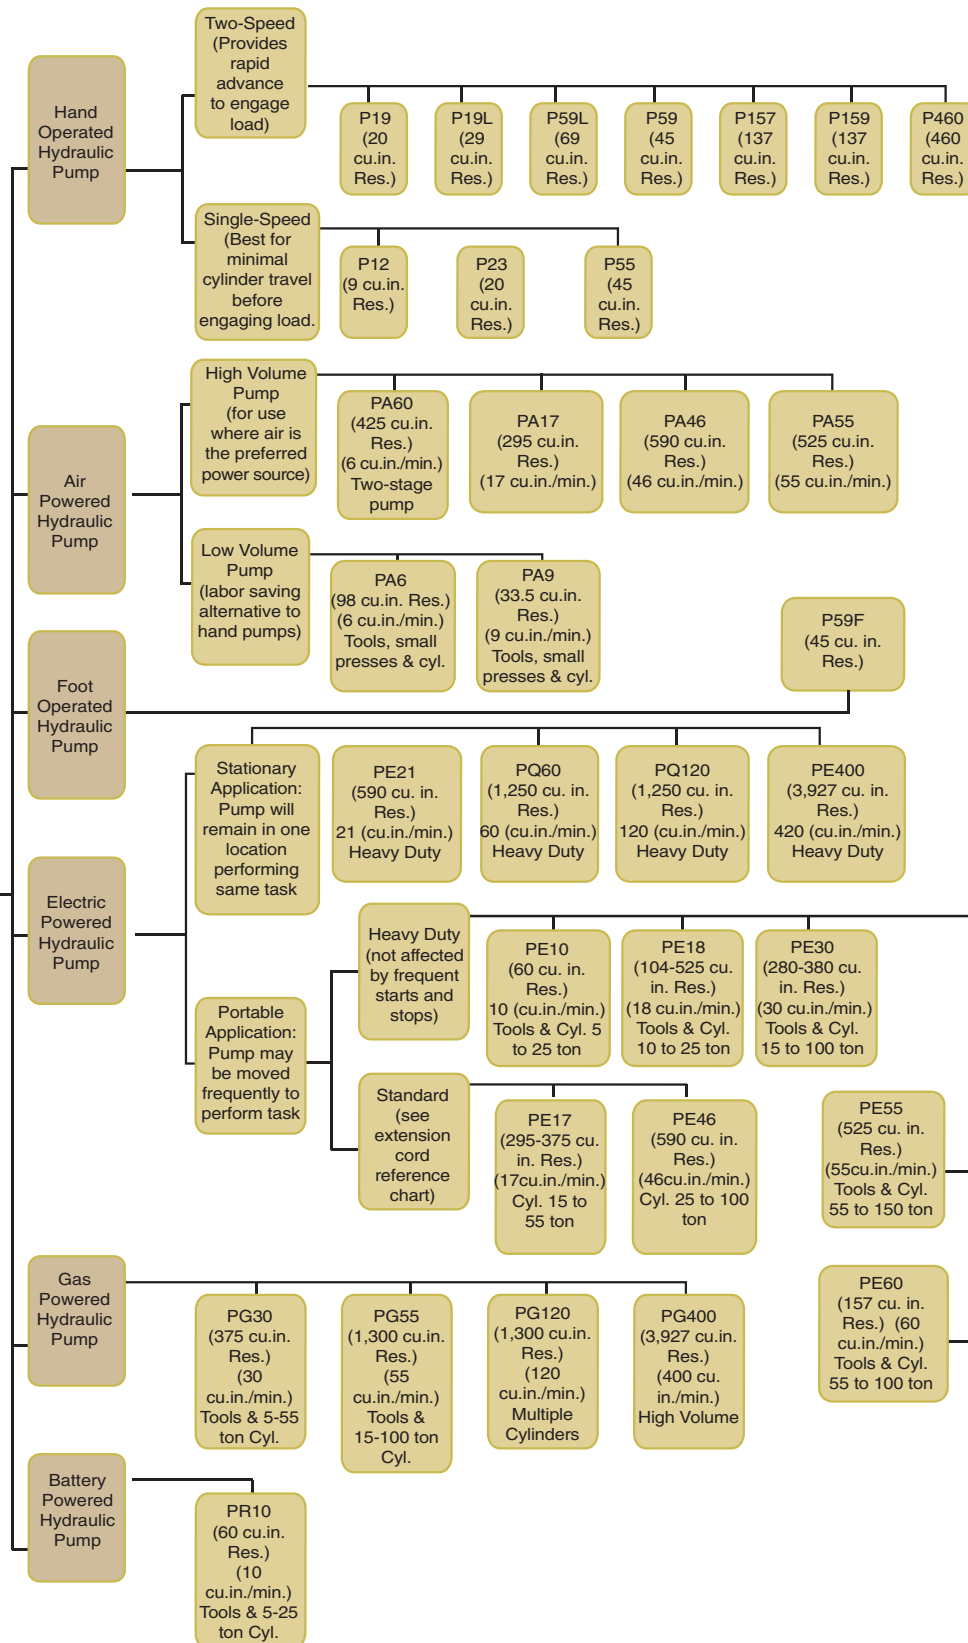 Hand
Operated
Hydraulic
Pump
Two-Speed
(Provides
rapid
advance
to engage
load)
P19
(20
cu.in.
Res.)
P19L
(29
cu.in.
Res.)
P59L
(69
cu.in.
Res.)
P59
(45
cu.in.
Res.)
P157
(137
cu.in.
Res.)
P159
(137
cu.in.
Res.)
P460
(460
cu.in.
Res.)
Single-Speed
(Best for
minimal
cylinder travel
before
engaging load.
P12
(9 cu.in.
Res.)
P23
(20
cu.in.
Res.)
P55
(45
cu.in.
Res.)
Air
Powered
Hydraulic
Pump
High Volume
Pump
(for use
where air is
the preferred
power source)
PA60
(425 cu.in.
Res.)
(6 cu.in./min.)
Two-stage
pump
PA17
(295 cu.in.
Res.)
(17 cu.in./min.)
PA46
(590 cu.in.
Res.)
(46 cu.in./min.)
PA55
(525 cu.in.
Res.)
(55 cu.in./min.)
Low Volume
Pump
(labor saving
alternative to
hand pumps)
PA6
(98 cu.in. Res.)
(6 cu.in./min.)
Tools, small
presses & cyl.
PA9
(33.5 cu.in.
Res.)
(9 cu.in./min.)
Tools, small
presses & cyl.
Foot
Operated
Hydraulic
Pump
P59F
(45 cu. in.
Res.)
Electric
Powered
Hydraulic
Pump
Stationary
Application:
Pump will
remain in one
location
performing
same task
PE21
(590 cu. in.
Res.)
21 (cu.in./min.)
Heavy Duty
PQ60
(1,250 cu. in.
Res.)
60 (cu.in./min.)
Heavy Duty
PQ120
(1,250 cu. in.
Res.)
120 (cu.in./min.)
Heavy Duty
PE400
(3,927 cu. in.
Res.)
420 (cu.in./min.)
Heavy Duty
Portable
Application:
Pump may
be moved
frequently to
perform task
Heavy Duty
(not affected
by frequent
starts and
stops)
PE10
(60 cu. in.
Res.)
10 (cu.in./min.)
Tools & Cyl. 5
to 25 ton
PE18
(104-525 cu.
in. Res.)
(18 cu.in./min.)
Tools & Cyl.
10 to 25 ton
PE30
(280-380 cu.
in. Res.)
(30 cu.in./min.)
Tools & Cyl.
15 to 100 ton
Standard
(see
extension
cord
reference
chart)
PE17
(295-375 cu.
in. Res.)
(17cu.in./min.)
Cyl. 15 to
55 ton
PE46
(590 cu. in.
Res.)
(46cu.in./min.)
Cyl. 25 to 100
ton
PE55
(525 cu. in.
Res.)
(55cu.in./min.)
Tools & Cyl.
55 to 150 ton
PE60
(157 cu. in.
Res.) (60
cu.in./min.)
Tools & Cyl.
55 to 100 ton
Gas
Powered
Hydraulic
Pump
PG30
(375 cu.in.
Res.)
(30
cu.in./min.)
Tools & 5-55
ton Cyl.
PG55
(1,300 cu.in.
Res.)
(55
cu.in./min.)
Tools &
15-100 ton
Cyl.
PG120
(1,300 cu.in.
Res.)
(120
cu.in./min.)
Multiple
Cylinders
PG400
(3,927 cu.in.
Res.)
(400 cu.
in./min.)
High Volume
Battery
Powered
Hydraulic
Pump
PR10
(60 cu.in.
Res.)
(10
cu.in./min.)
Tools & 5-25
ton Cyl.